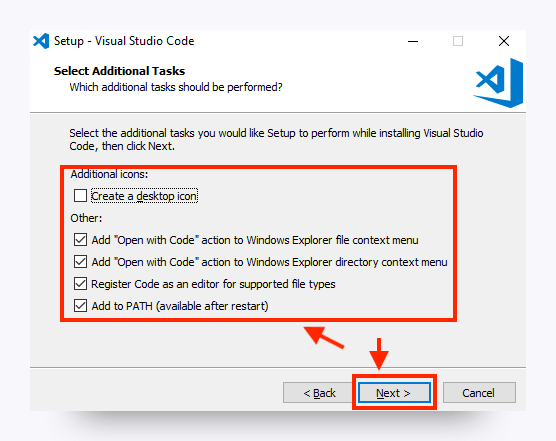 Setup - Visual Studio Code
Select Additional Tasks
Which additional tasks should be performed?
Select the additional tasks you would like Setup to perform while installing Visual Studio
Code, then click Next.
Additional icons:
Create a desktop icon
Other:
Add "Open with Code" action to Windows Explorer file context menu
Add "Open with Code" action to Windows Explorer directory context menu
Register Code as an editor for supported file types
Add to PATH (available after restart)
< Back Next > Cancel